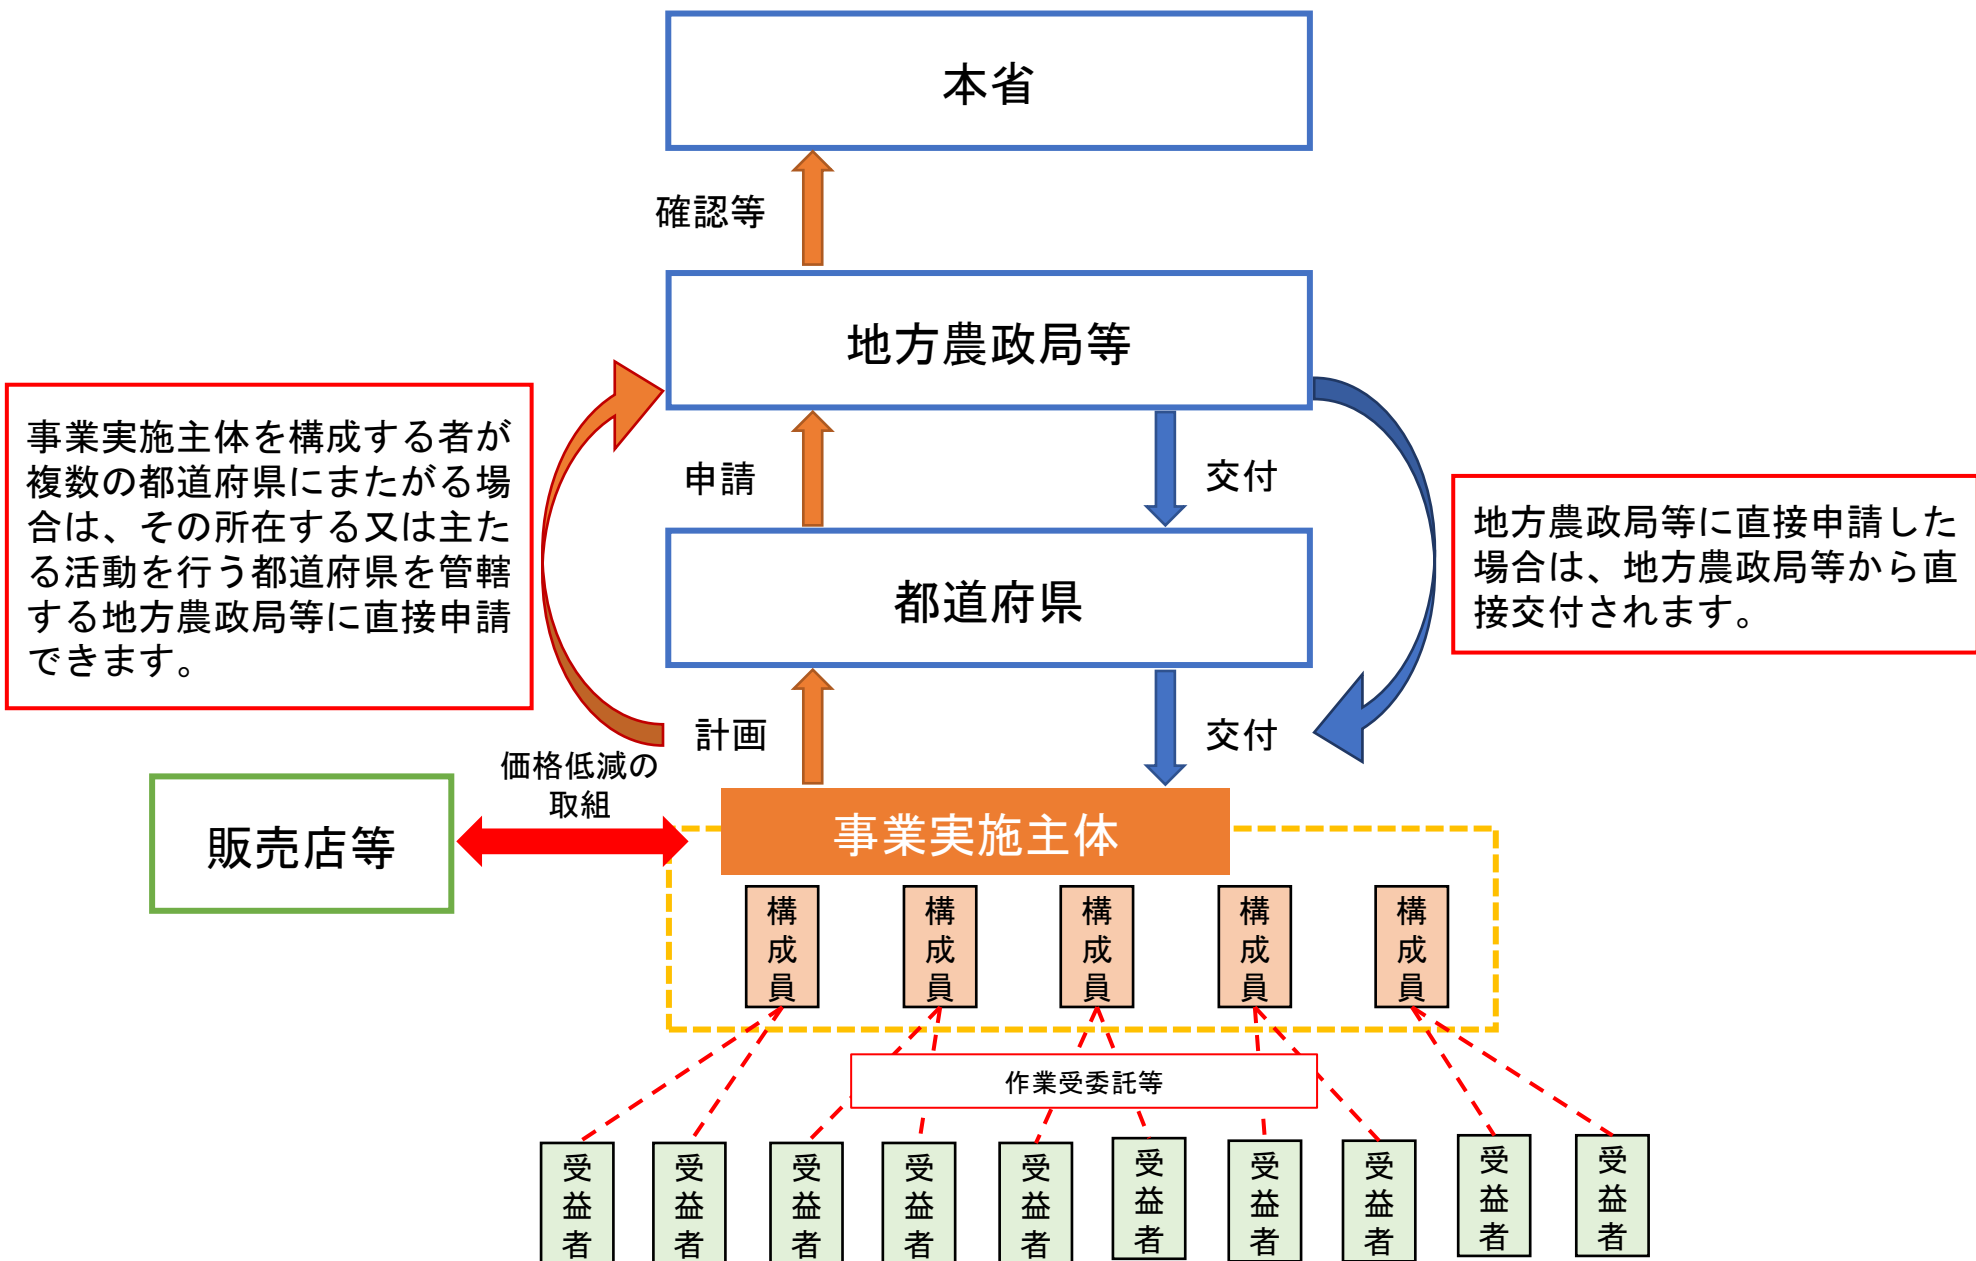 本省
確認等
地方農政局等
事業実施主体を構成する者が
複数の都道府県にまたがる場
合は、その所在する又は主た
る活動を行う都道府県を管轄
する地方農政局等に直接申請
できます。
申請
交付
地方農政局等に直接申請した
場合は、地方農政局等から直
接交付されます。
都道府県
計画
交付
価格低減の
取組
販売店等
事業実施主体
構成員
構成員
構成員
構成員
構成員
作業受委託等
受益者
受益者
受益者
受益者
受益者
受益者
受益者
受益者
受益者
受益者